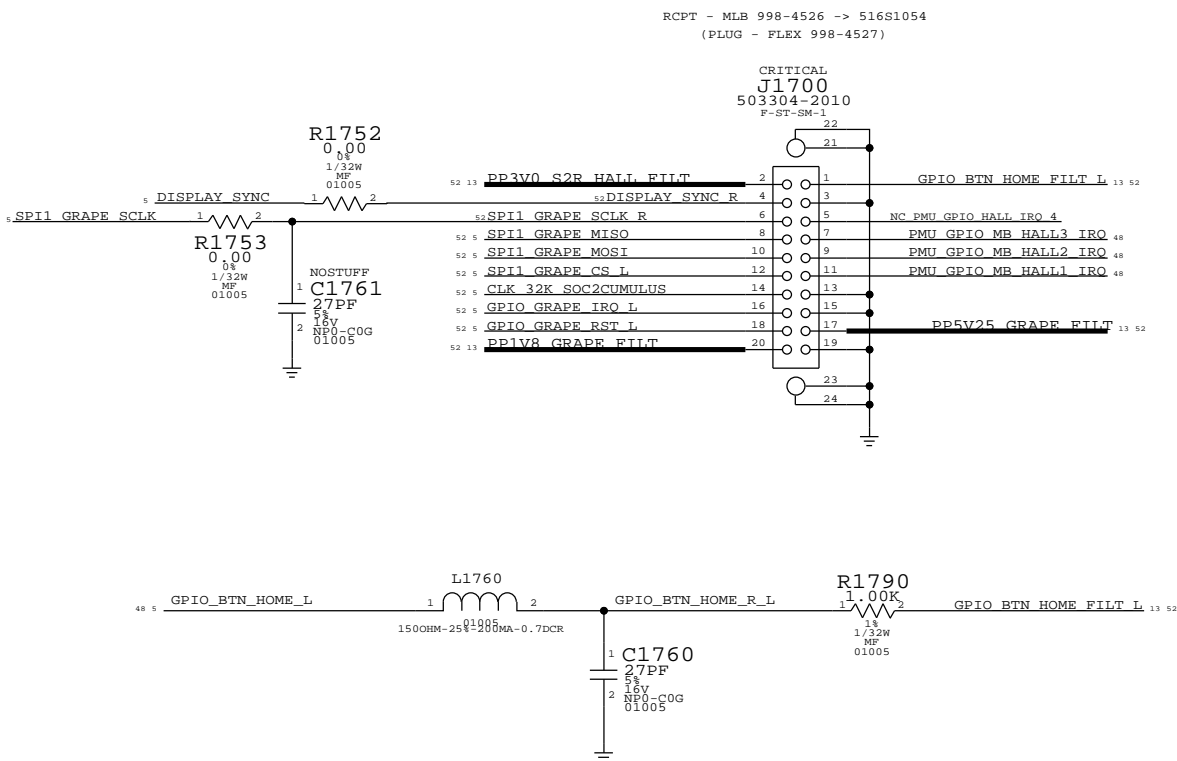 RCPT - MLB 998-4526 -> 516S1054
(PLUG - FLEX 998-4527)
CRITICAL
J1700
503304-2010
F-ST-SM-1
22
21
R1752
0.00
0%
1/32W
MF
01005
52 13 PP3V0_S2R_HALL_FILT 2 1 GPIO_BTN_HOME_FILT_L 13 52
5 DISPLAY_SYNC 1 2 52 DISPLAY_SYNC_R 4 3
5 SPI1_GRAPE_SCLK 1 2 52 SPI1_GRAPE_SCLK_R 6 5 NC_PMU_GPIO_HALL_IRQ_4
52 5 SPI1_GRAPE_MISO 8 7 PMU_GPIO_MB_HALL3_IRQ 48
52 5 SPI1_GRAPE_MOSI 10 9 PMU_GPIO_MB_HALL2_IRQ 48
52 5 SPI1_GRAPE_CS_L 12 11 PMU_GPIO_MB_HALL1_IRQ 48
52 5 CLK_32K_SOC2CUMULUS 14 13
52 5 GPIO_GRAPE_IRQ_L 16 15
52 5 GPIO_GRAPE_RST_L 18 17 PP5V25_GRAPE_FILT 13 52
52 13 PP1V8_GRAPE_FILT 20 19
23
24
R1753
0.00
0%
1/32W
MF
01005
NOSTUFF
1 C1761
27PF
5%
16V
2 NP0-C0G
01005
L1760
48 5 GPIO_BTN_HOME_L 1 2 GPIO_BTN_HOME_R_L
01005
150OHM-25%-200MA-0.7DCR
R1790
1.00K
1 2 GPIO_BTN_HOME_FILT_L 13 52
1%
1/32W
MF
01005
1 C1760
27PF
5%
16V
2 NP0-C0G
01005